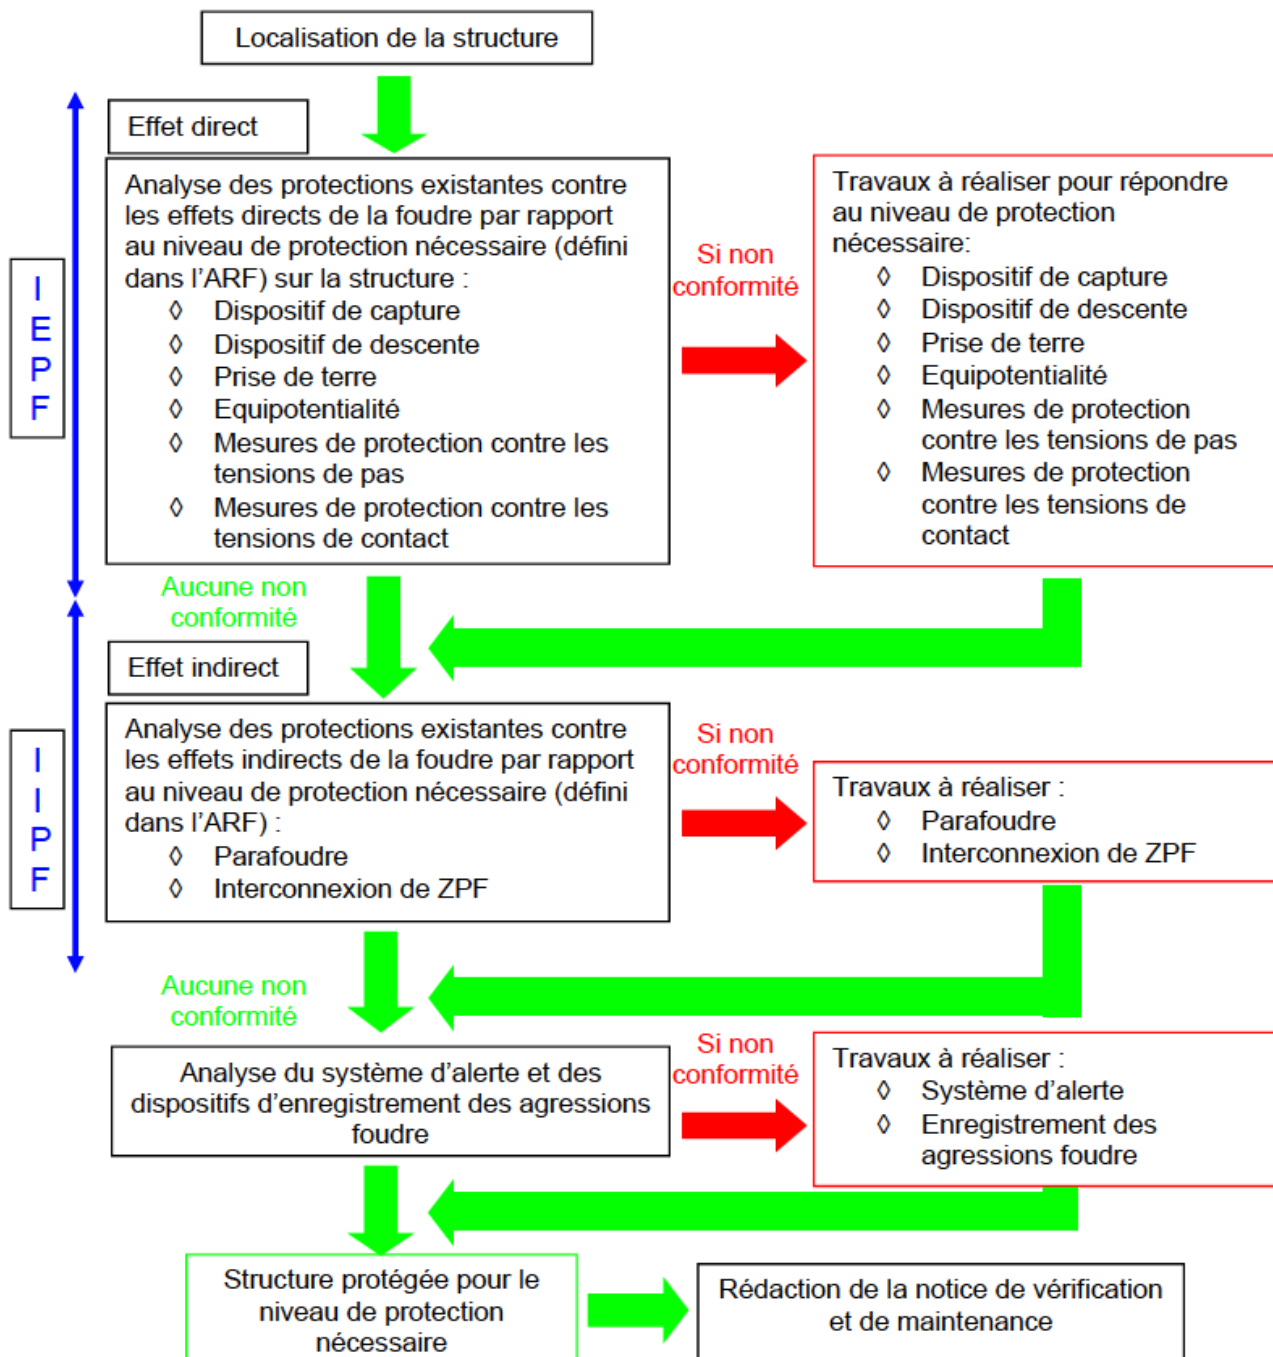 Localisation de la structure
Effet direct
I
E
P
F
Analyse des protections existantes contre
les effets directs de la foudre par rapport
au niveau de protection nécessaire (défini
dans l'ARF) sur la structure :
◊ Dispositif de capture
◊ Dispositif de descente
◊ Prise de terre
◊ Equipotentialité
◊ Mesures de protection contre les
tensions de pas
◊ Mesures de protection contre les
tensions de contact
Si non
conformité
Travaux à réaliser pour répondre
au niveau de protection
nécessaire:
◊ Dispositif de capture
◊ Dispositif de descente
◊ Prise de terre
◊ Equipotentialité
◊ Mesures de protection
contre les tensions de pas
◊ Mesures de protection
contre les tensions de
contact
Aucune non
conformité
Effet indirect
I
I
P
F
Analyse des protections existantes contre
les effets indirects de la foudre par rapport
au niveau de protection nécessaire (défini
dans l'ARF) :
◊ Parafoudre
◊ Interconnexion de ZPF
Si non
conformité
Travaux à réaliser :
◊ Parafoudre
◊ Interconnexion de ZPF
Aucune non
conformité
Analyse du système d'alerte et des
dispositifs d'enregistrement des agressions
foudre
Si non
conformité
Travaux à réaliser :
◊ Système d'alerte
◊ Enregistrement des
agressions foudre
Structure protégée pour le
niveau de protection
nécessaire
Rédaction de la notice de vérification
et de maintenance